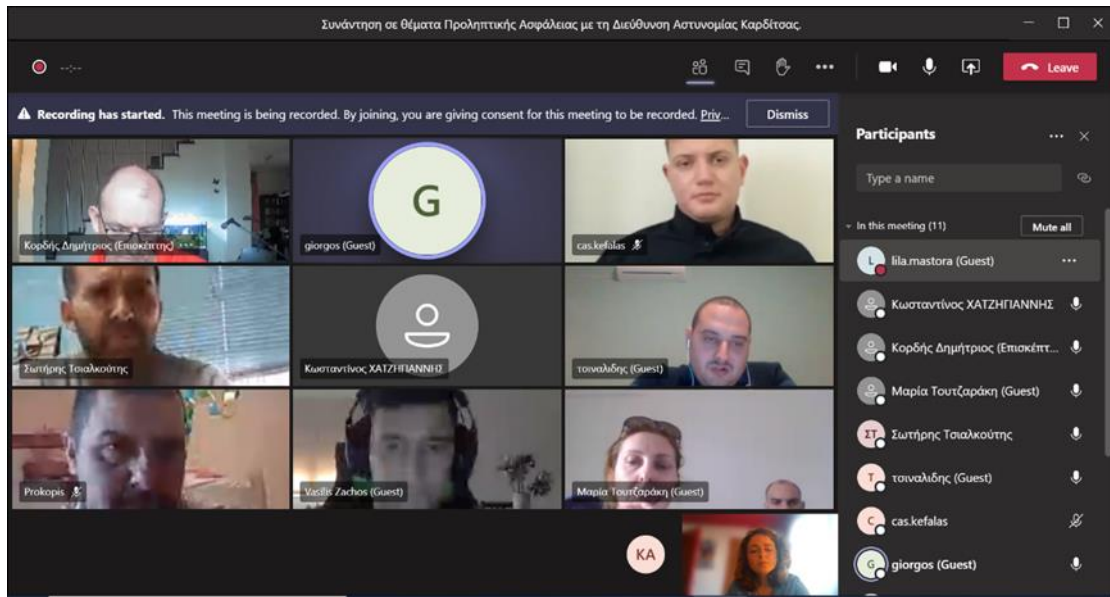 Συνάντηση σε θέματα Προληπτικής Ασφάλειας με τη Διεύθυνση Αστυνομίας Καρδίτσας.
--:--
Leave
Recording has started. This meeting is being recorded. By joining, you are giving consent for this meeting to be recorded. Priv...
Dismiss
G
Κορδής Δημήτριος (Επισκέπτης)
giorgos (Guest)
cas.kefalas
Σωτήρης Τσιαλκούτης
Κωσταντίνος ΧΑΤΖΗΓΙΑΝΝΗΣ
τσιναλιδης (Guest)
Prokopis
Vasilis Zachos (Guest)
Μαρία Τουτζαράκη (Guest)
KA
Participants
Type a name
In this meeting (11)
Mute all
L
lila.mastora (Guest)
Κωσταντίνος ΧΑΤΖΗΓΙΑΝΝΗΣ
Κορδής Δημήτριος (Επισκέπτ...
Μαρία Τουτζαράκη (Guest)
ΣΤ
Σωτήρης Τσιαλκούτης
Τ
τσιναλιδης (Guest)
C
cas.kefalas
G
giorgos (Guest)